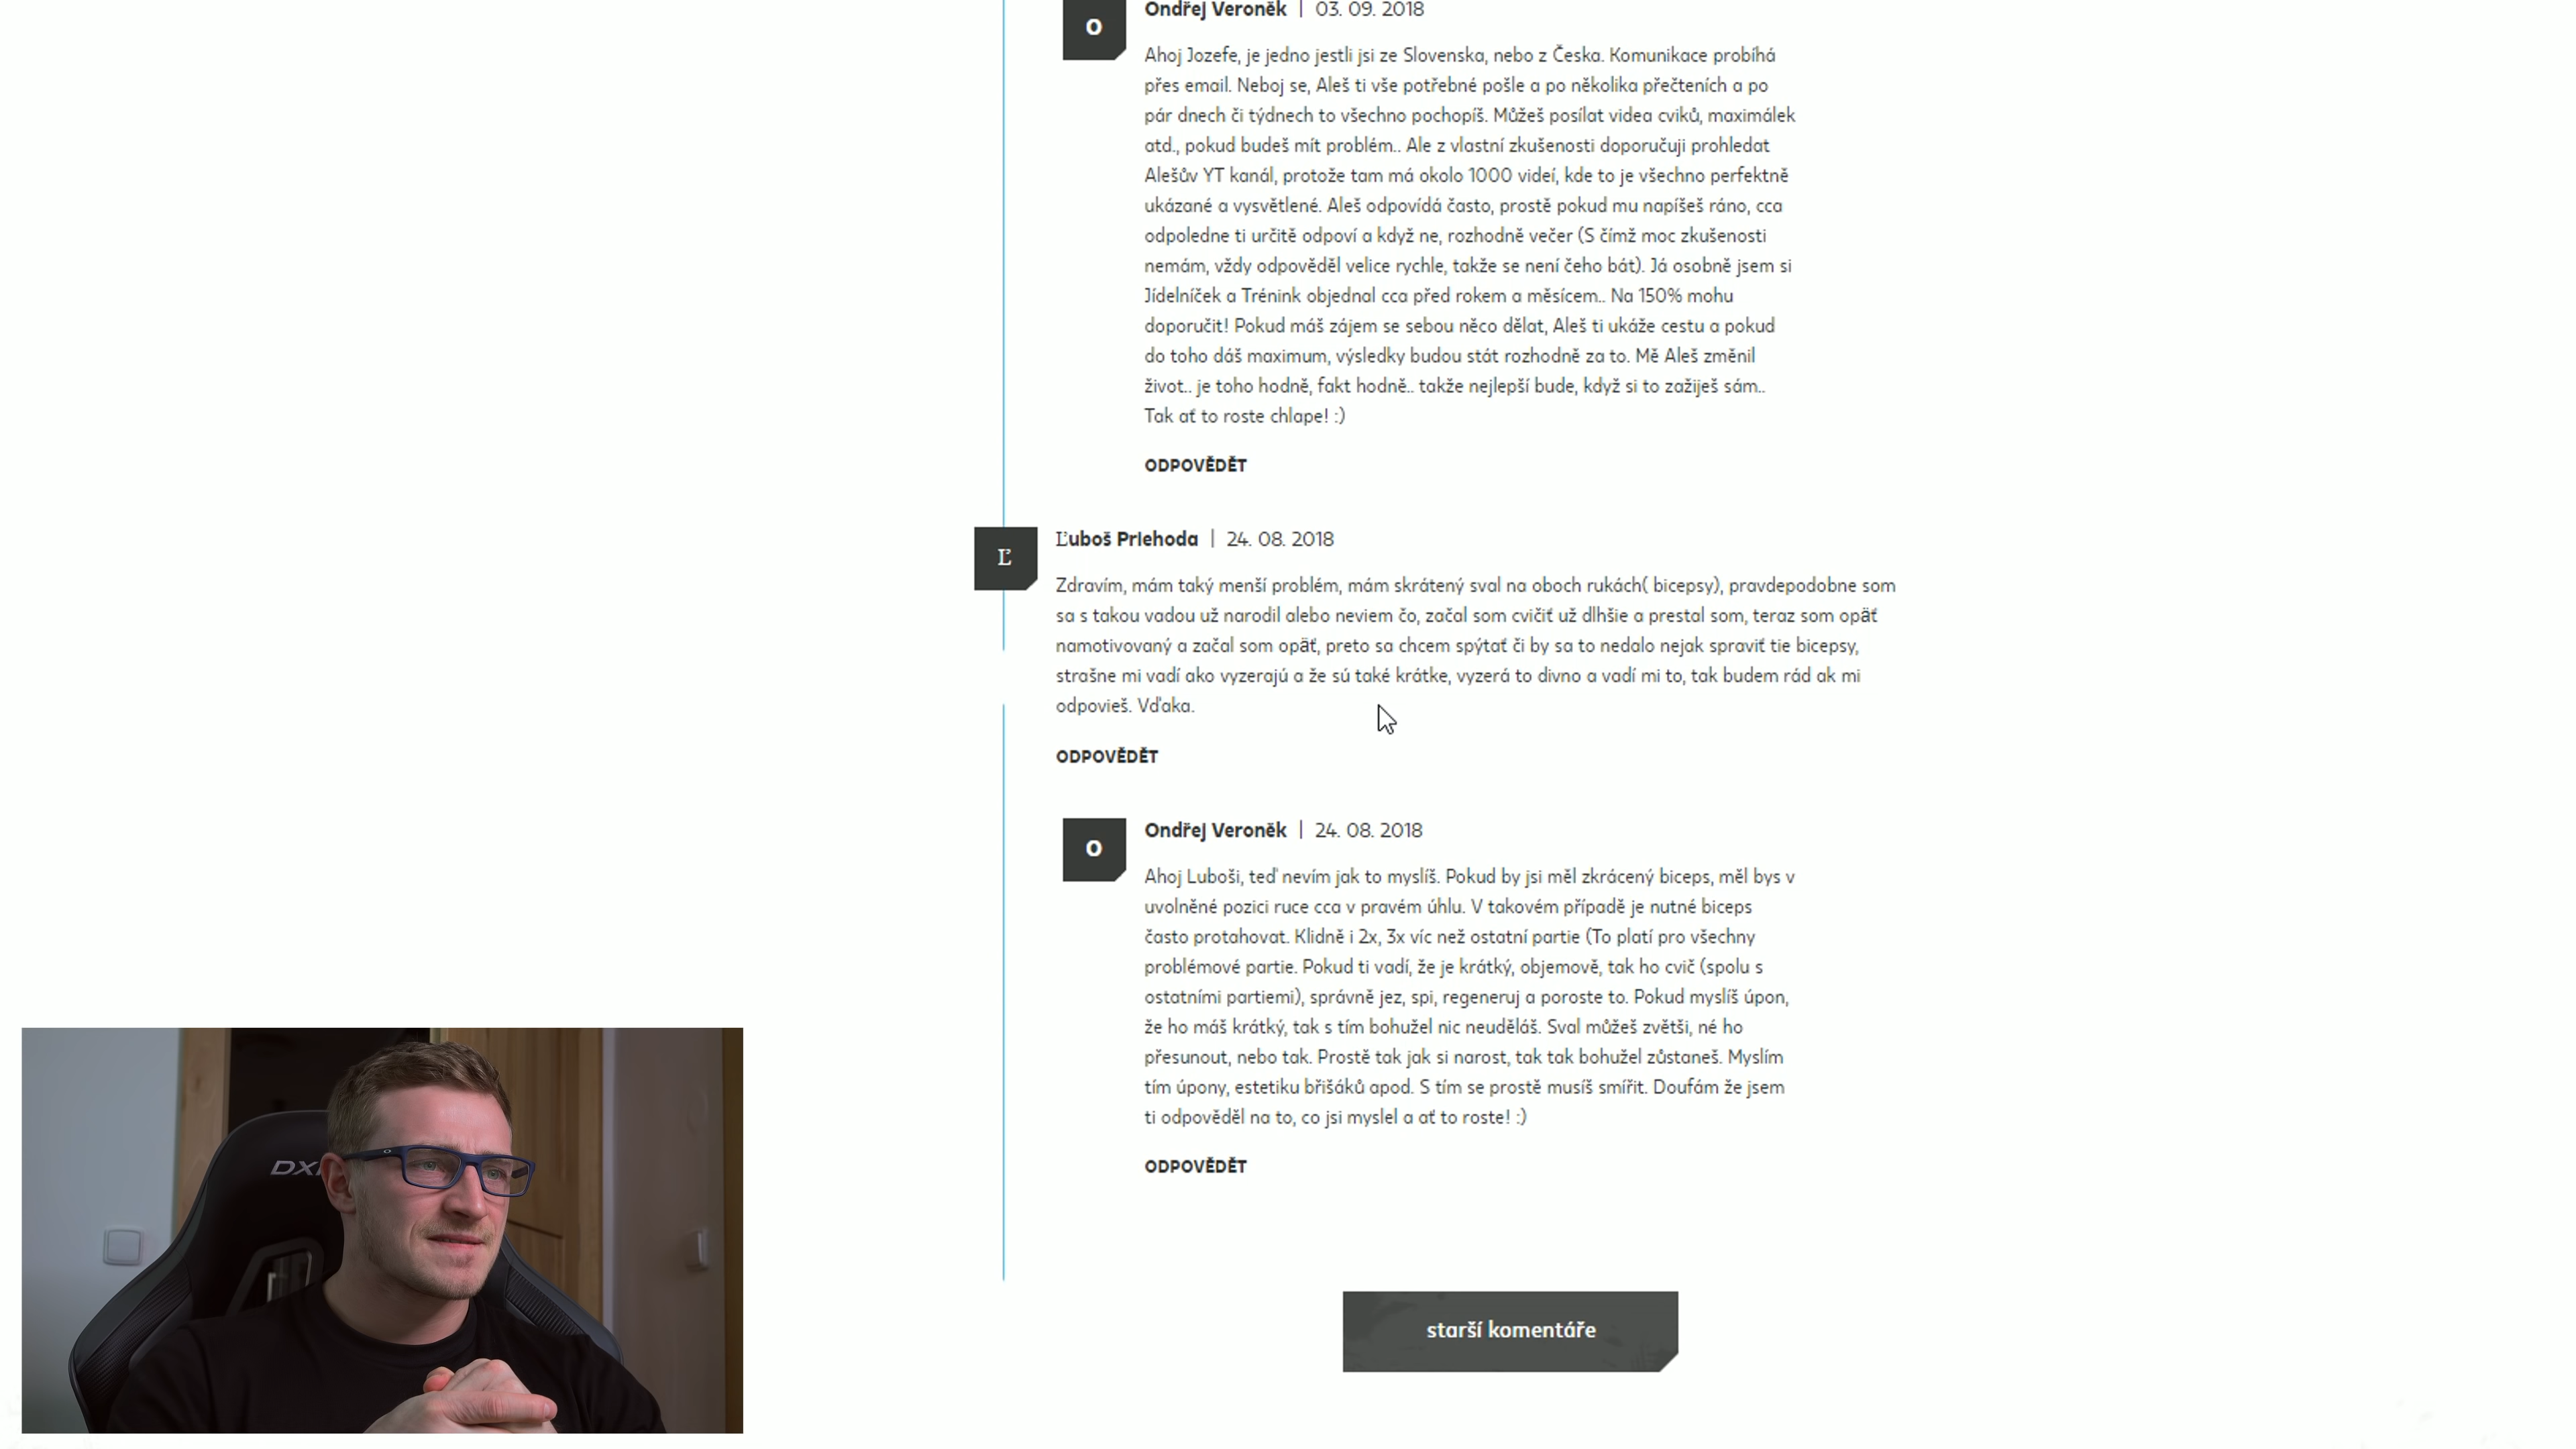 Ondřej Veroněk | 03. 09. 2018
O
Ahoj Jozefe, je jedno jestli jsi ze Slovenska, nebo z Česka. Komunikace probíhá
přes email. Neboj se, Aleš ti vše potřebné pošle a po několika přečteních a po
pár dnech či týdnech to všechno pochopíš. Můžeš posílat videa cviků, maximálek
atd., pokud budeš mít problém.. Ale z vlastní zkušenosti doporučuji prohledat
Alešův YT kanál, protože tam má okolo 1000 videí, kde to je všechno perfektně
ukázané a vysvětlené. Aleš odpovídá často, prostě pokud mu napíšeš ráno, cca
odpoledne ti určitě odpoví a když ne, rozhodně večer (S čímž moc zkušenosti
nemám, vždy odpověděl velice rychle, takže se není čeho bát). Já osobně jsem si
Jídelníček a Trénink objednal cca před rokem a měsícem.. Na 150% mohu
doporučit! Pokud máš zájem se sebou něco dělat, Aleš ti ukáže cestu a pokud
do toho dáš maximum, výsledky budou stát rozhodně za to. Mě Aleš změnil
život.. je toho hodně, fakt hodně.. takže nejlepší bude, když si to zažiješ sám..
Tak ať to roste chlape! :)
ODPOVĚDĚT
Ľuboš Priehoda | 24. 08. 2018
Ľ
Zdravím, mám taký menší problém, mám skrátený sval na oboch rukách( bicepsy), pravdepodobne som
sa s takou vadou už narodil alebo neviem čo, začal som cvičiť už dlhšie a prestal som, teraz som opäť
namotivovaný a začal som opäť, preto sa chcem spýtať či by sa to nedalo nejak spraviť tie bicepsy,
strašne mi vadí ako vyzerajú a že sú také krátke, vyzerá to divno a vadí mi to, tak budem rád ak mi
odpovieš. Vďaka.
ODPOVĚDĚT
Ondřej Veroněk | 24. 08. 2018
O
Ahoj Luboši, teď nevím jak to myslíš. Pokud by jsi měl zkrácený biceps, měl bys v
uvolněné pozici ruce cca v pravém úhlu. V takovém případě je nutné biceps
často protahovat. Klidně i 2x, 3x víc než ostatní partie (To platí pro všechny
problémové partie. Pokud ti vadí, že je krátký, objemově, tak ho cvič (spolu s
ostatními partiemi), správně jez, spi, regeneruj a poroste to. Pokud myslíš úpon,
že ho máš krátký, tak s tím bohužel nic neuděláš. Sval můžeš zvětši, né ho
přesunout, nebo tak. Prostě tak jak si narost, tak tak bohužel zůstaneš. Myslím
tím úpony, estetiku břišáků apod. S tím se prostě musíš smířit. Doufám že jsem
ti odpověděl na to, co jsi myslel a ať to roste! :)
ODPOVĚDĚT
starší komentáře